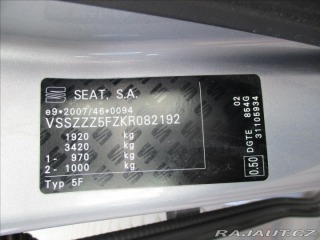 SEAT, S.A.
e9*2007/46*0094
VSSZZZ5FZKR082192
1920 kg
3420 kg
1- 970 kg
2- 1000 kg
Typ 5F
02
854G
31105934
DGTE
0.50
RAJAUT.CZ